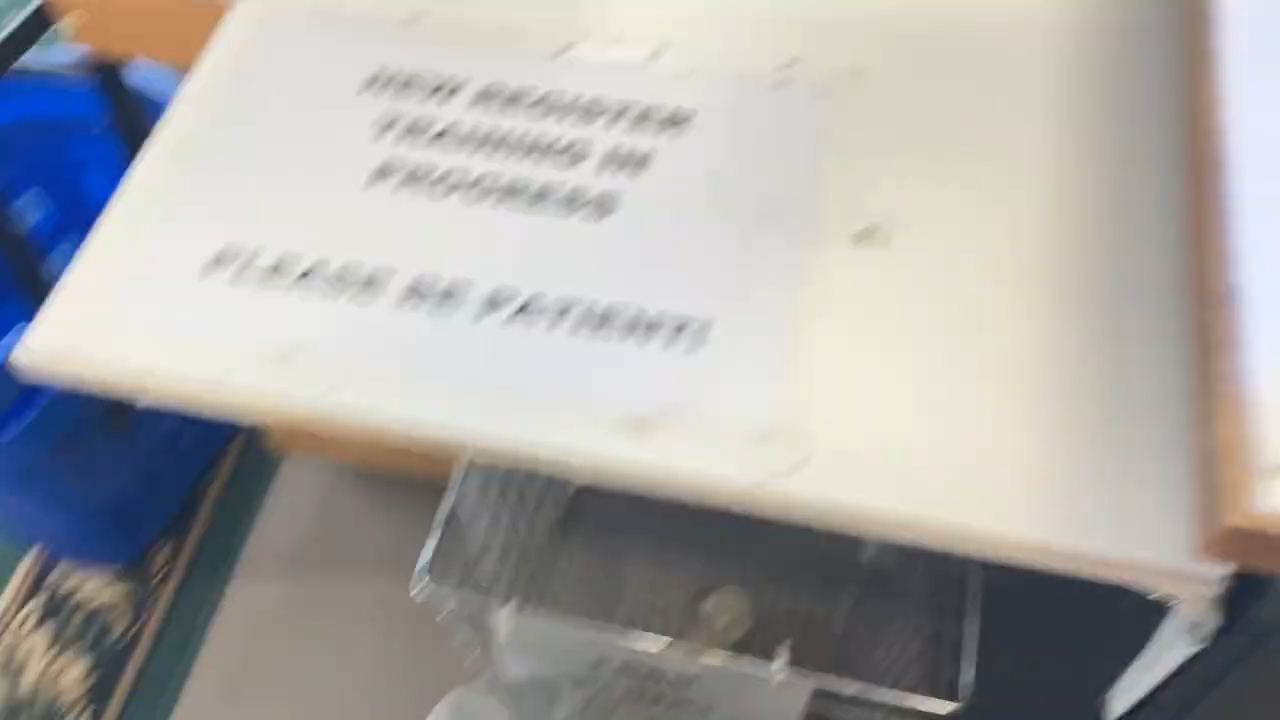 NEW REGISTER
TRAINING IN
PROGRESS
PLEASE BE PATIENT!